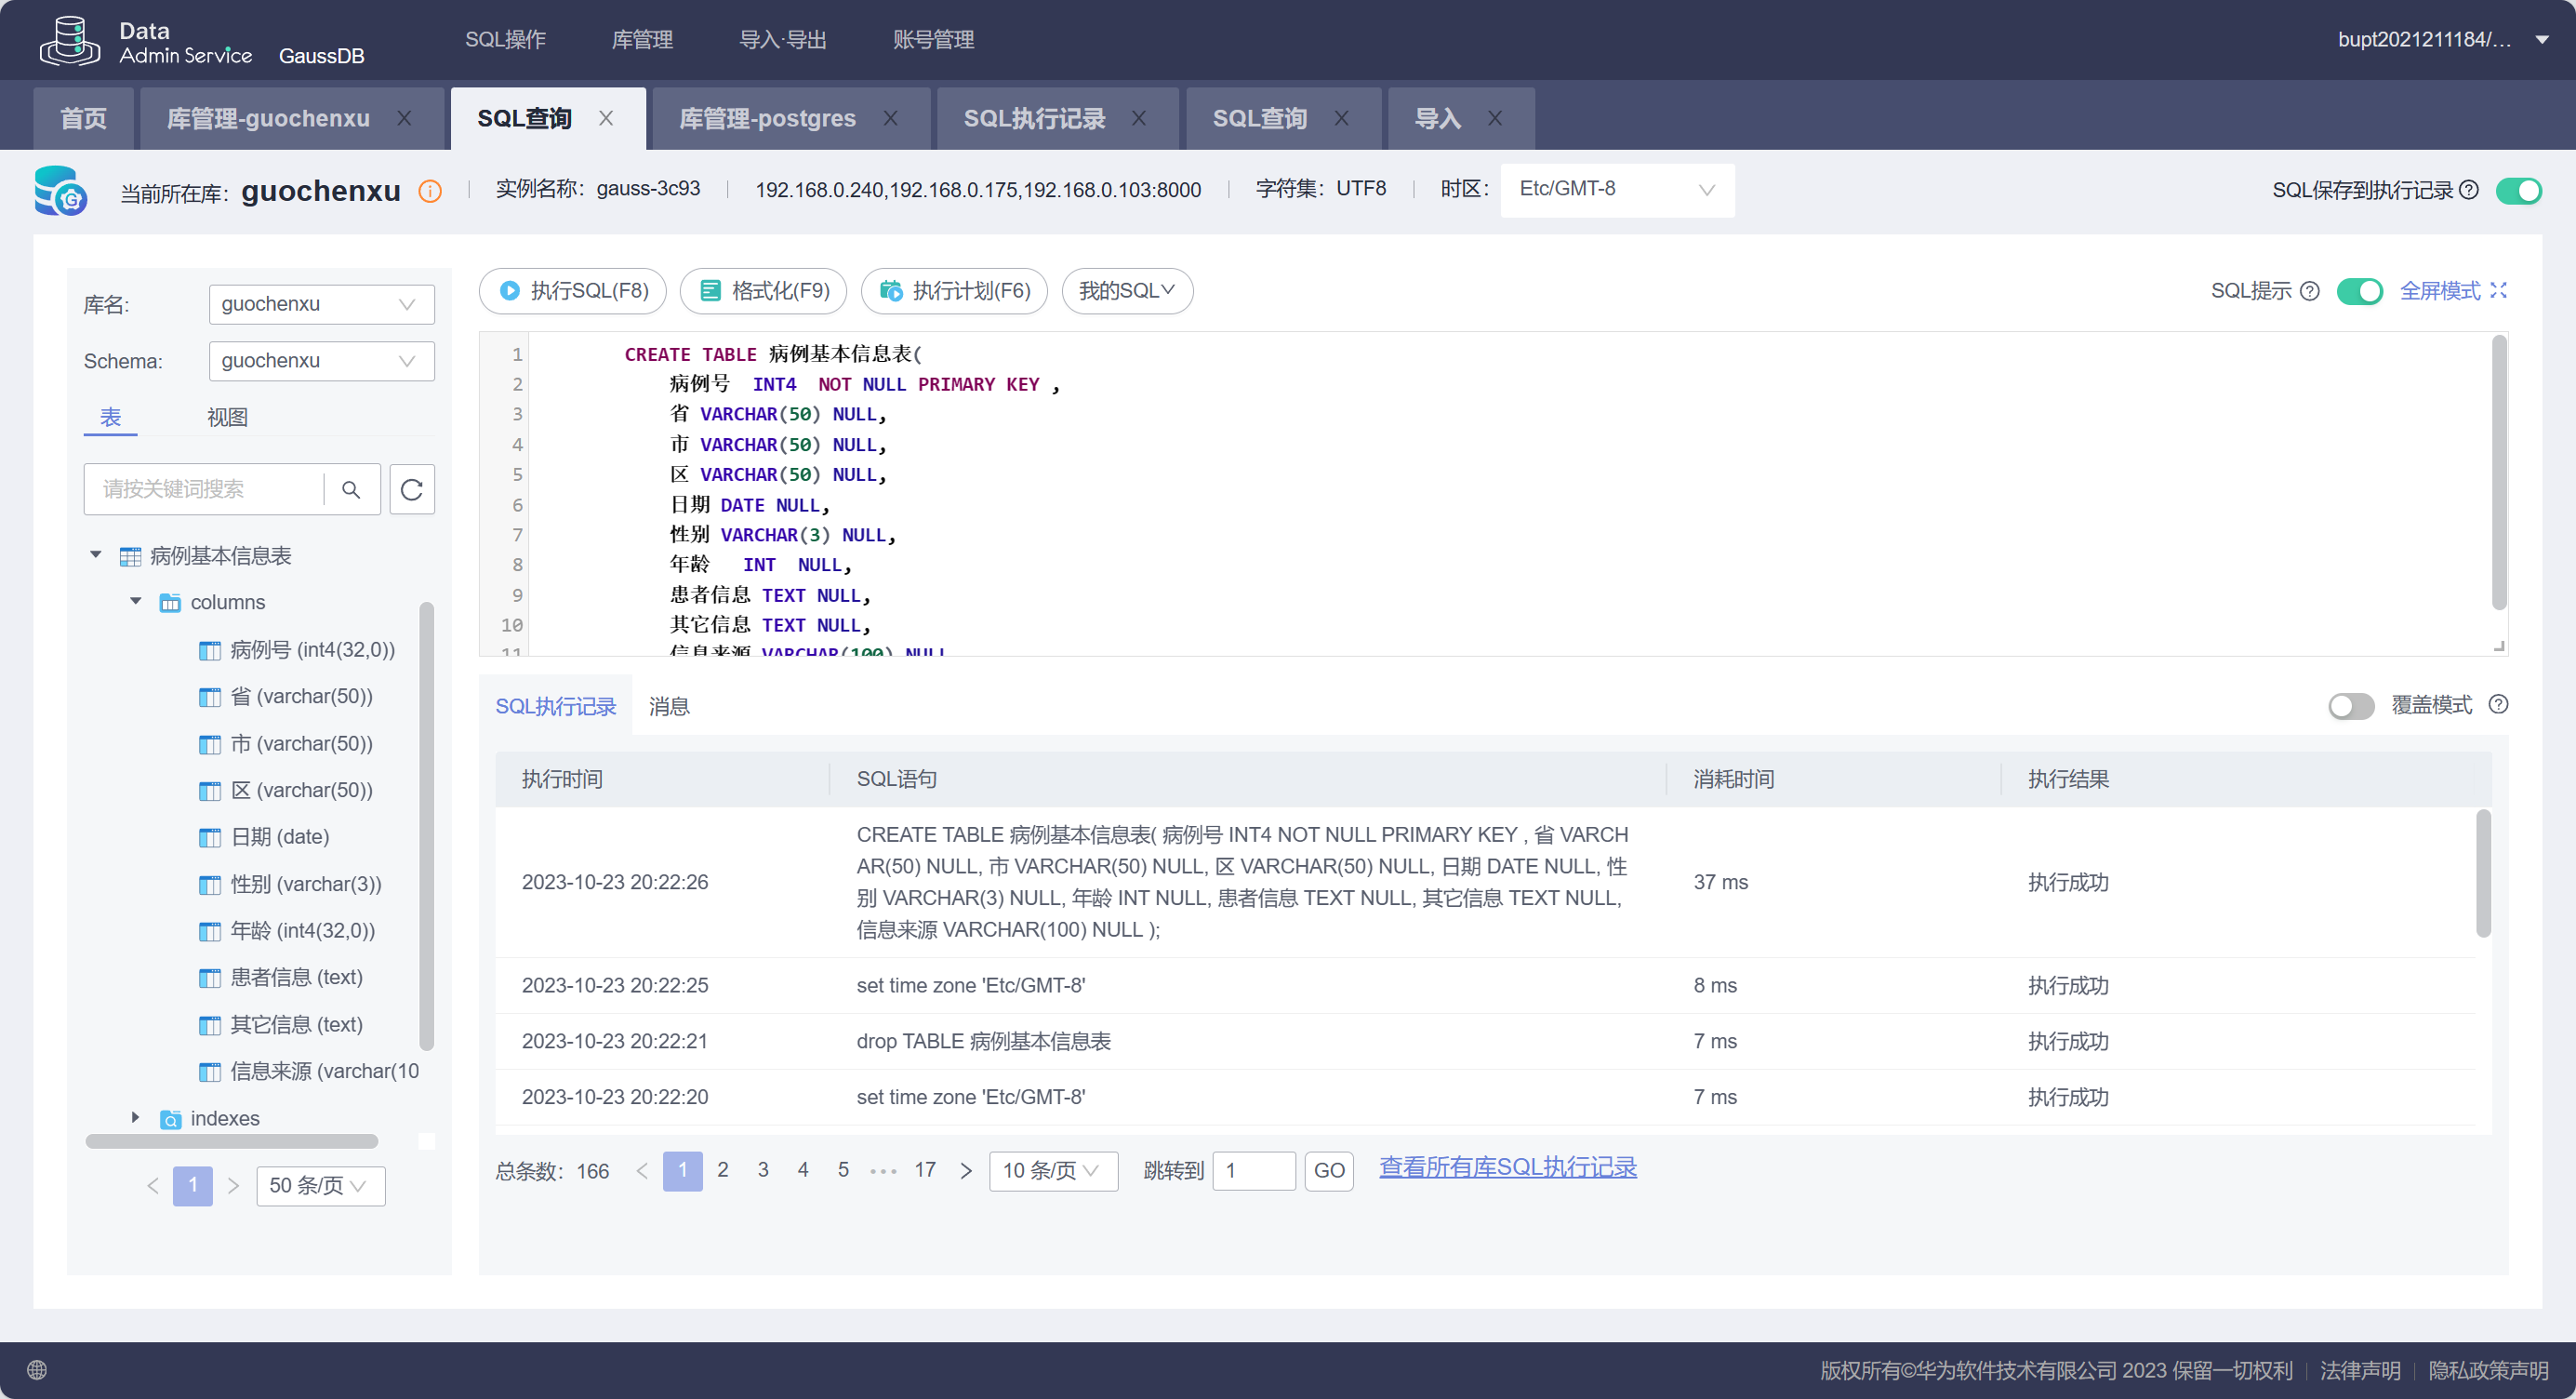 Data
Admin Service GaussDB SQL操作 库管理 导入·导出 账号管理 bupt2021211184/...
首页 库管理-guochenxu SQL查询 库管理-postgres SQL执行记录 SQL查询 导入
当前所在库: guochenxu 实例名称: gauss-3c93 192.168.0.240,192.168.0.175,192.168.0.103:8000 字符集: UTF8 时区: Etc/GMT-8 SQL保存到执行记录
库名: guochenxu
Schema: guochenxu
表 视图
请按关键词搜索
病例基本信息表
columns
病例号 (int4(32,0))
省 (varchar(50))
市 (varchar(50))
区 (varchar(50))
日期 (date)
性别 (varchar(3))
年龄 (int4(32,0))
患者信息 (text)
其它信息 (text)
信息来源 (varchar(10
indexes
1 50 条/页
执行SQL(F8) 格式化(F9) 执行计划(F6) 我的SQL SQL提示 全屏模式
1 CREATE TABLE 病例基本信息表(
2 病例号 INT4 NOT NULL PRIMARY KEY ,
3 省 VARCHAR(50) NULL,
4 市 VARCHAR(50) NULL,
5 区 VARCHAR(50) NULL,
6 日期 DATE NULL,
7 性别 VARCHAR(3) NULL,
8 年龄 INT NULL,
9 患者信息 TEXT NULL,
10 其它信息 TEXT NULL,
11 信息来源 VARCHAR(100) NULL
SQL执行记录 消息 覆盖模式
执行时间 SQL语句 消耗时间 执行结果
2023-10-23 20:22:26 CREATE TABLE 病例基本信息表( 病例号 INT4 NOT NULL PRIMARY KEY , 省 VARCH
AR(50) NULL, 市 VARCHAR(50) NULL, 区 VARCHAR(50) NULL, 日期 DATE NULL, 性
别 VARCHAR(3) NULL, 年龄 INT NULL, 患者信息 TEXT NULL, 其它信息 TEXT NULL,
信息来源 VARCHAR(100) NULL ); 37 ms 执行成功
2023-10-23 20:22:25 set time zone 'Etc/GMT-8' 8 ms 执行成功
2023-10-23 20:22:21 drop TABLE 病例基本信息表 7 ms 执行成功
2023-10-23 20:22:20 set time zone 'Etc/GMT-8' 7 ms 执行成功
总条数: 166 1 2 3 4 5 ··· 17 10 条/页 跳转到 1 GO 查看所有库SQL执行记录
版权所有©华为软件技术有限公司 2023 保留一切权利 法律声明 隐私政策声明